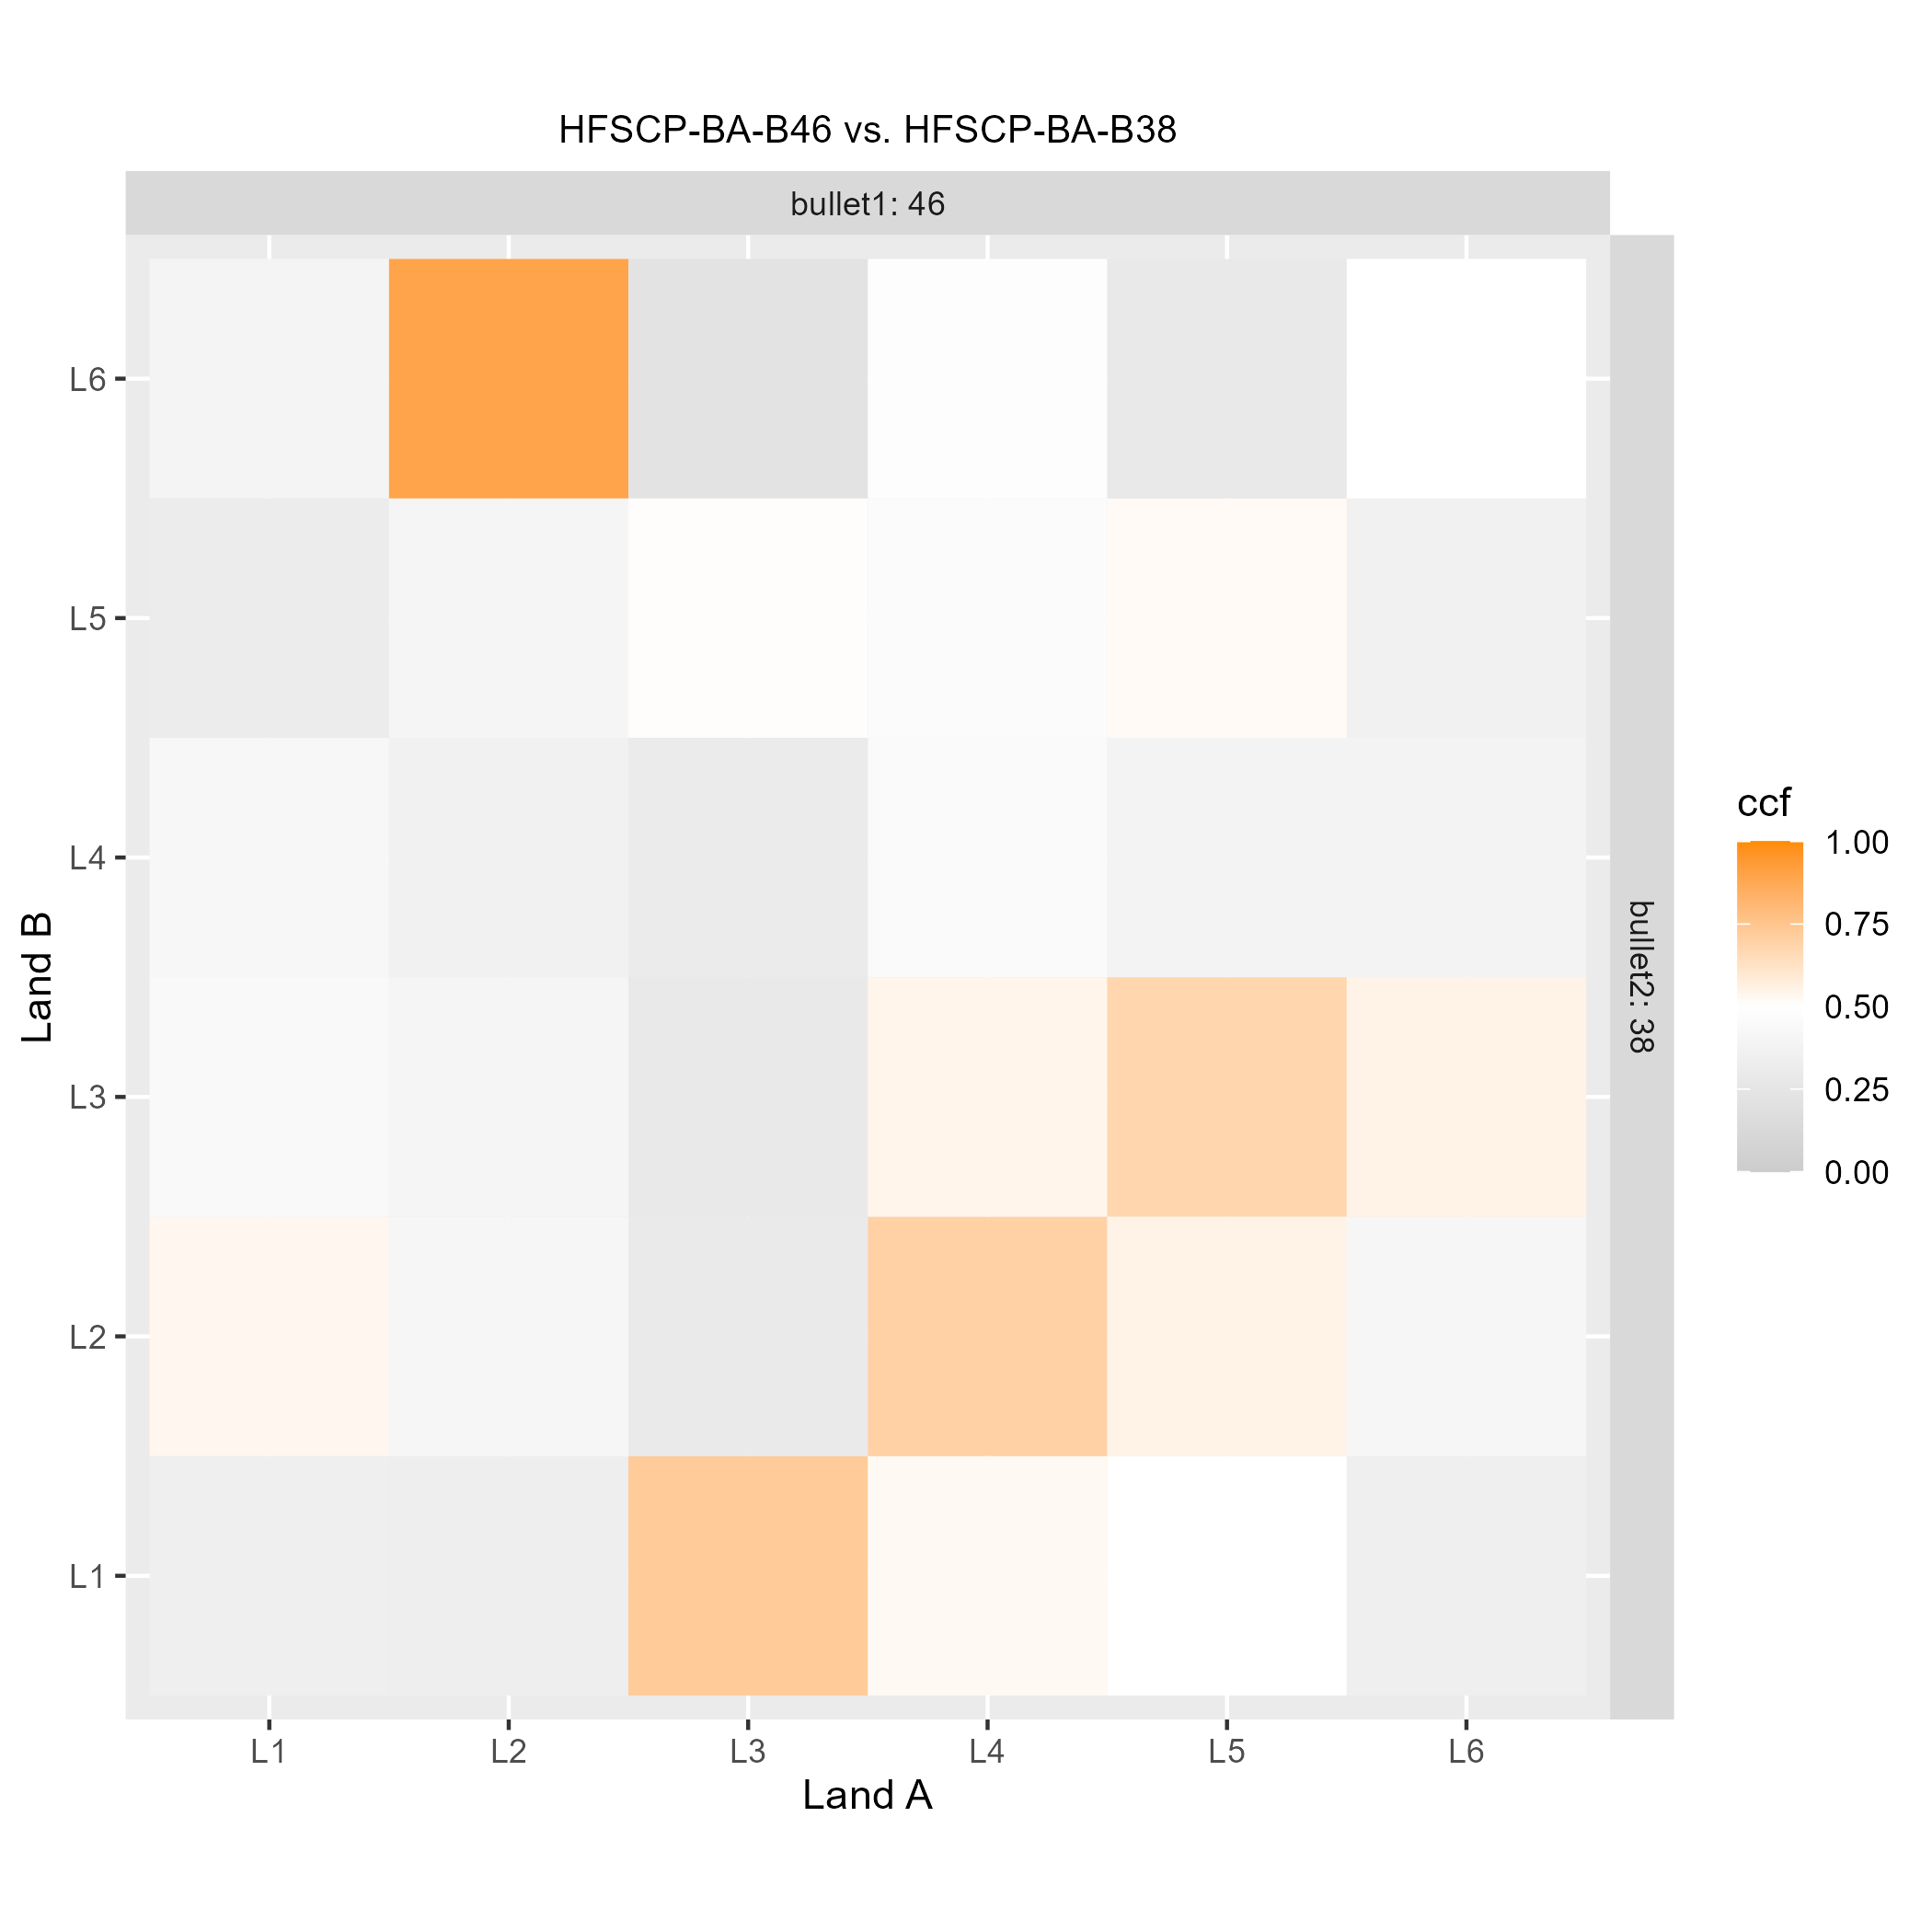 HFSCP-BA-B46 vs. HFSCP-BA-B38
bullet1: 46
L6
L5
L4
L3
L2
L1
Land B
bullet2: 38
L1 L2 L3 L4 L5 L6
Land A
ccf
1.00
0.75
0.50
0.25
0.00